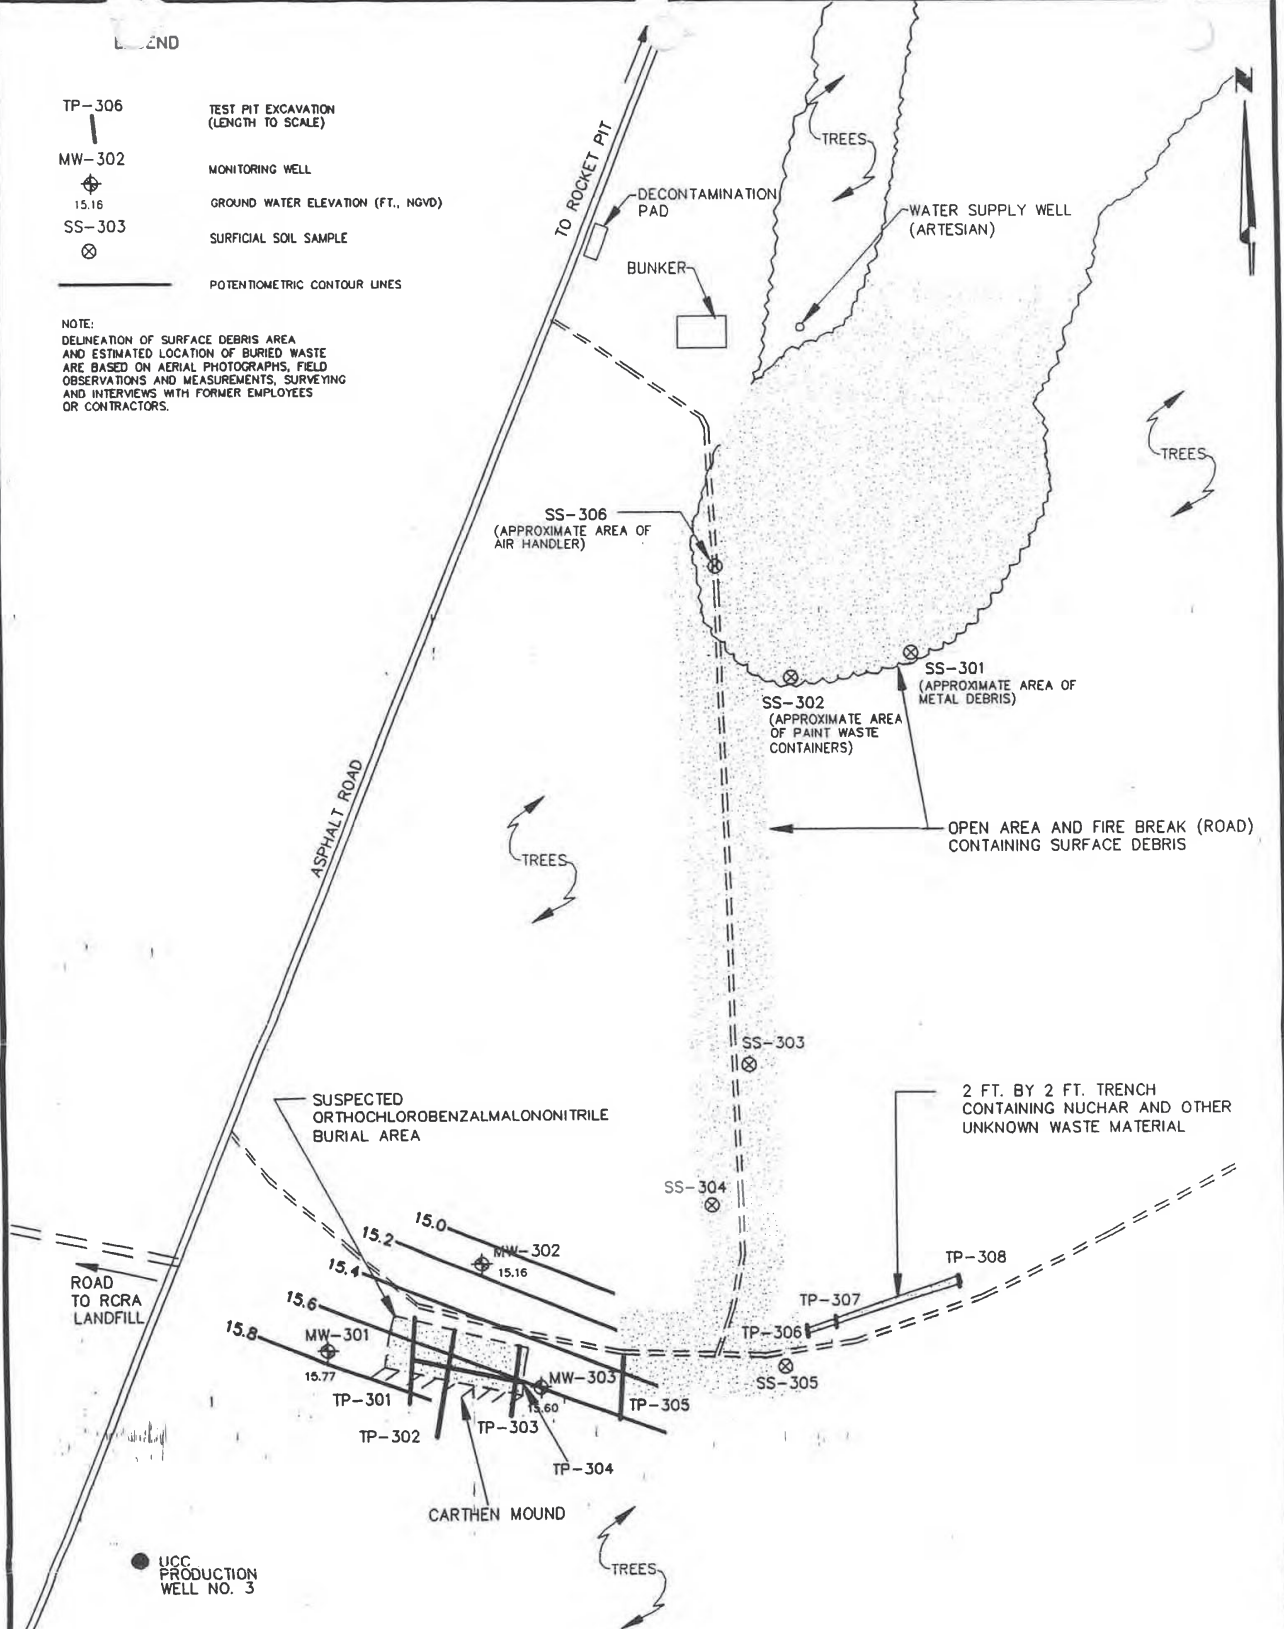 TP-306
TEST PIT EXCAVATION
(LENGTH TO SCALE)
MW-302
MONITORING WELL
15.16
GROUND WATER ELEVATION (FT., NGVD)
SS-303
SURFICIAL SOIL SAMPLE
POTENTIOMETRIC CONTOUR LINES
NOTE:
DELINEATION OF SURFACE DEBRIS AREA
AND ESTIMATED LOCATION OF BURIED WASTE
ARE BASED ON AERIAL PHOTOGRAPHS, FIELD
OBSERVATIONS AND MEASUREMENTS, SURVEYING
AND INTERVIEWS WITH FORMER EMPLOYEES
OR CONTRACTORS.
N
TO ROCKET PIT
TREES
DECONTAMINATION
PAD
WATER SUPPLY WELL
(ARTESIAN)
BUNKER
TREES
SS-306
(APPROXIMATE AREA OF
AIR HANDLER)
SS-301
(APPROXIMATE AREA OF
METAL DEBRIS)
SS-302
(APPROXIMATE AREA
OF PAINT WASTE
CONTAINERS)
ASPHALT ROAD
TREES
OPEN AREA AND FIRE BREAK (ROAD)
CONTAINING SURFACE DEBRIS
SS-303
SUSPECTED
ORTHOCHLOROBENZALMALONONITRILE
BURIAL AREA
2 FT. BY 2 FT. TRENCH
CONTAINING NUCHAR AND OTHER
UNKNOWN WASTE MATERIAL
SS-304
15.0
15.2
MW-302
15.16
15.4
15.6
15.8
ROAD
TO RCRA
LANDFILL
TP-308
TP-307
TP-306
MW-301
15.77
SS-305
MW-303
15.60
TP-301
TP-305
TP-302
TP-303
TP-304
CARTHEN MOUND
UCC
PRODUCTION
WELL NO. 3
TREES